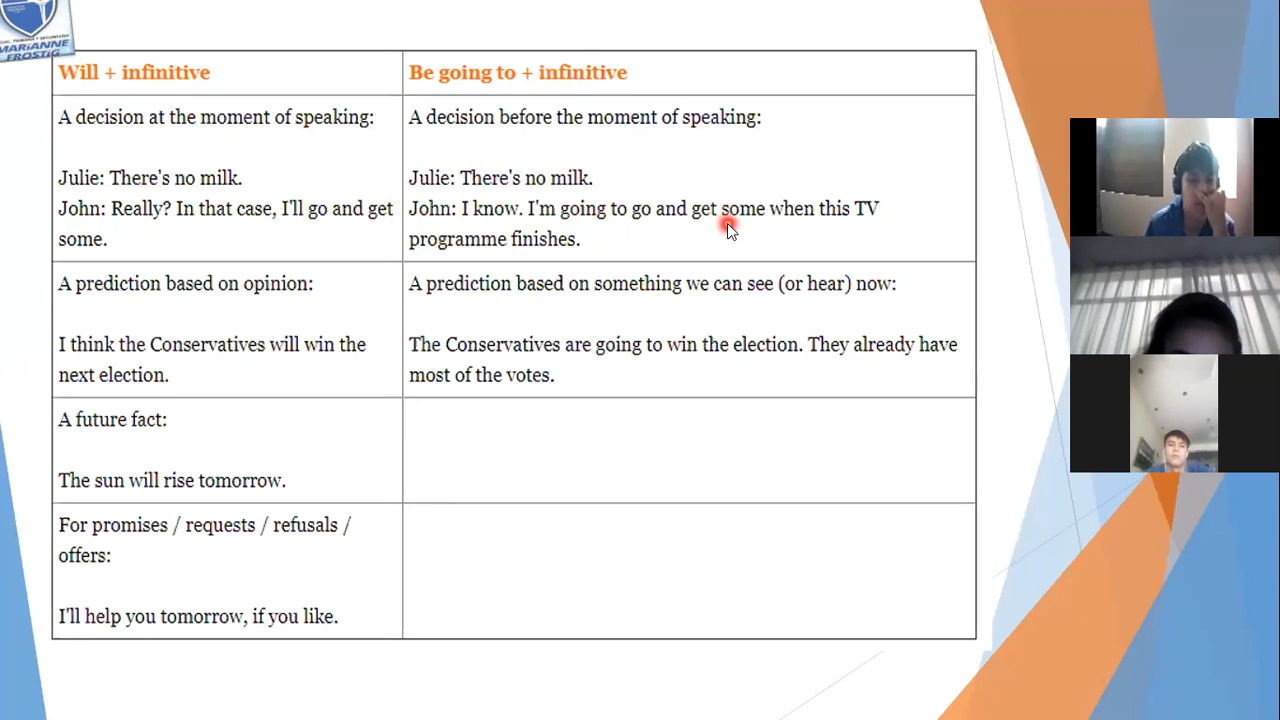 MARIANNE
FROSTIG
Will + infinitive
Be going to + infinitive
A decision at the moment of speaking:
Julie: There's no milk.
John: Really? In that case, I'll go and get
some.
A decision before the moment of speaking:
Julie: There's no milk.
John: I know. I'm going to go and get some when this TV
programme finishes.
A prediction based on opinion:
I think the Conservatives will win the
next election.
A prediction based on something we can see (or hear) now:
The Conservatives are going to win the election. They already have
most of the votes.
A future fact:
The sun will rise tomorrow.
For promises / requests / refusals /
offers:
I'll help you tomorrow, if you like.